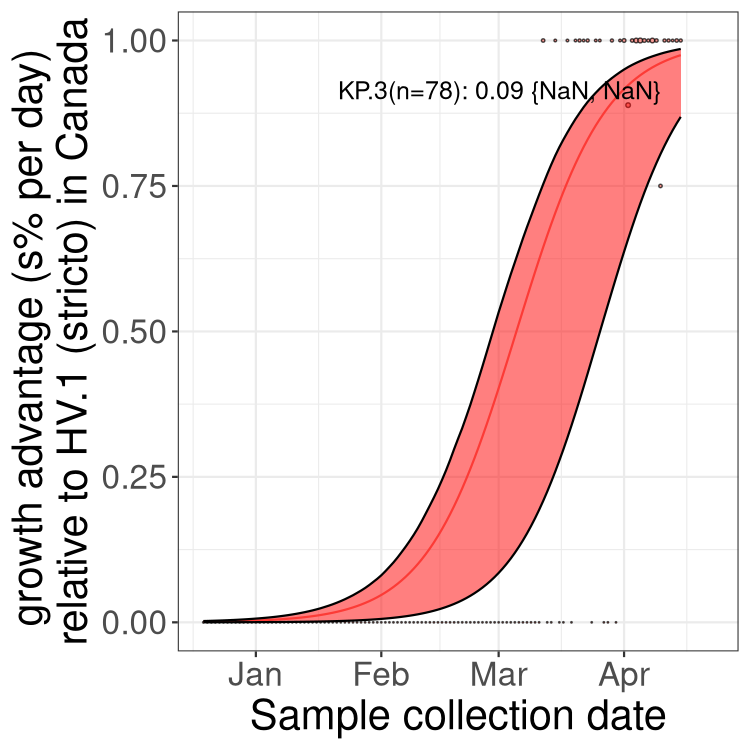 growth advantage (s% per day)
relative to HV.1 (stricto) in Canada
1.00
0.75
0.50
0.25
0.00
KP.3(n=78): 0.09 {NaN, NaN}
Jan Feb Mar Apr
Sample collection date